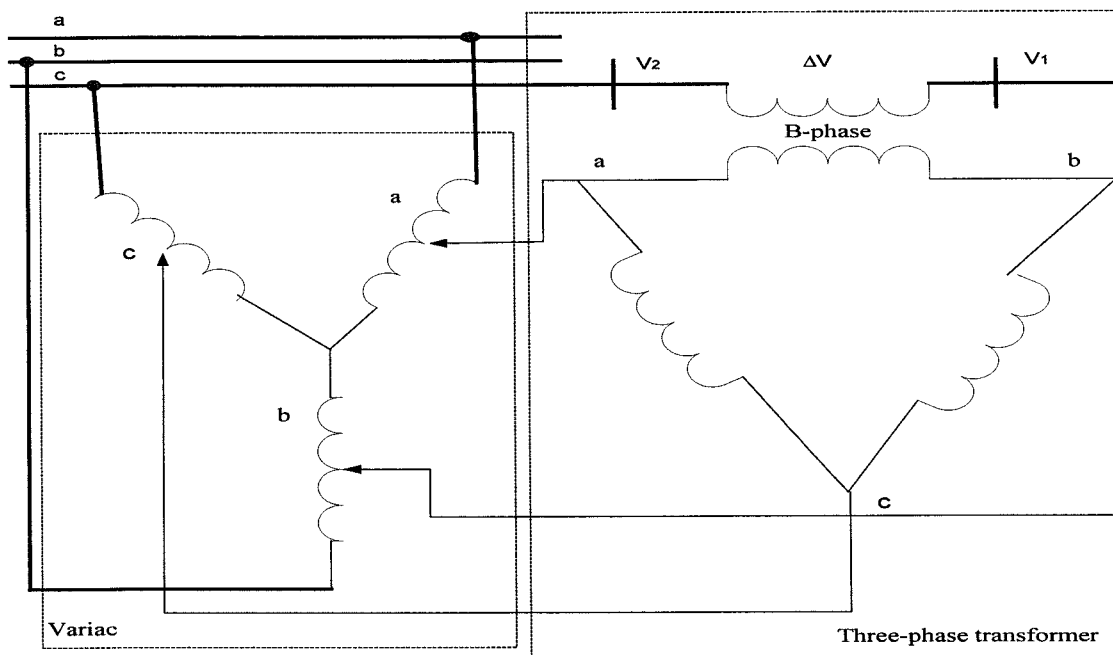 a
b
c
V2
ΔV
V1
B-phase
a
b
a
c
b
c
Variac
Three-phase transformer